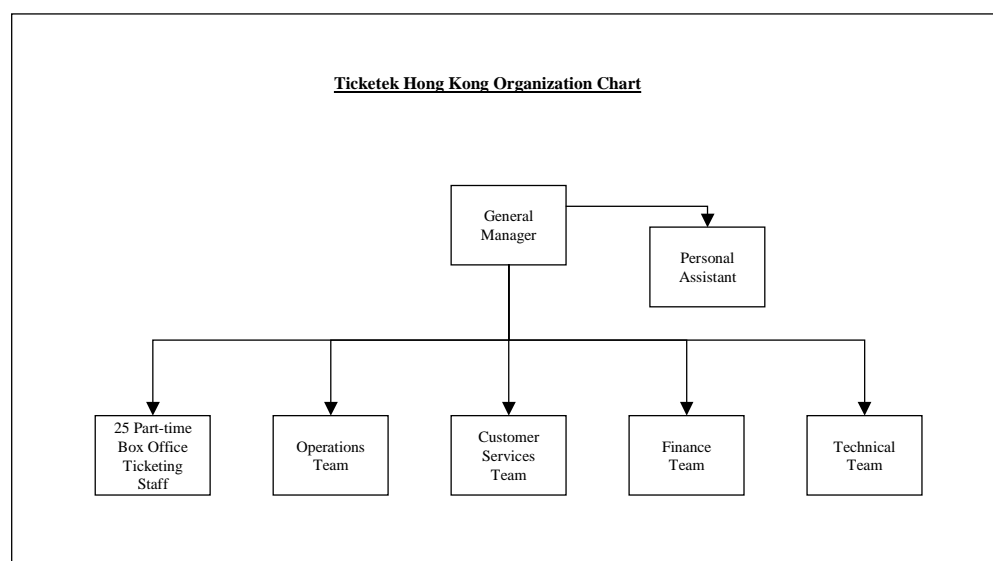 Ticketek Hong Kong Organization Chart
General
Manager
Personal
Assistant
25 Part-time
Box Office
Ticketing
Staff
Operations
Team
Customer
Services
Team
Finance
Team
Technical
Team